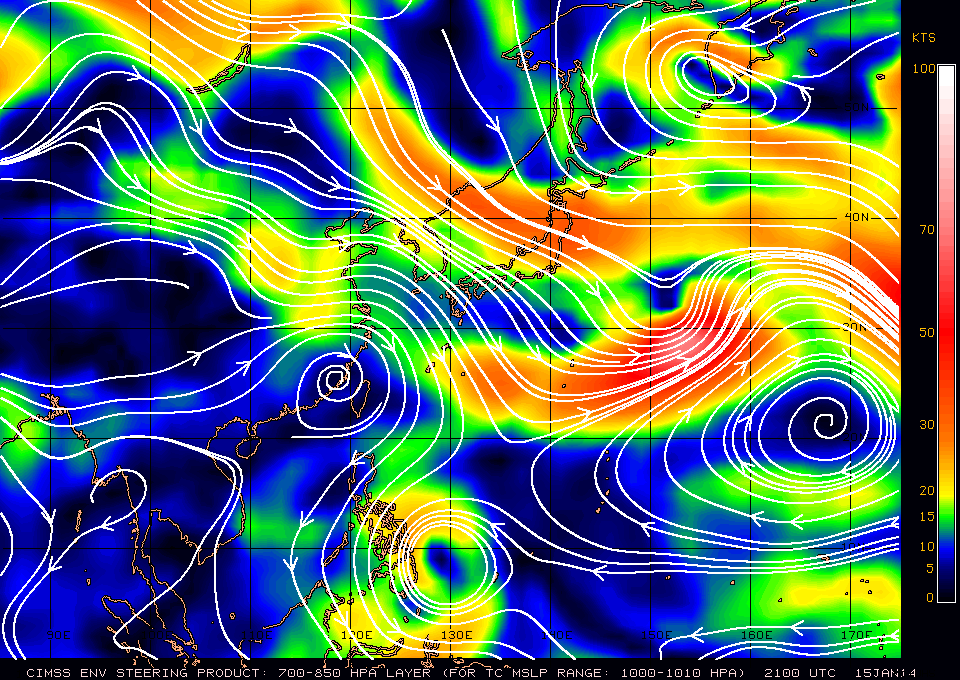 KTS
100
70
50
30
20
15
10
5
0
40N
120E 130E 150E 160E 170E
CIMSS ENV STEERING PRODUCT: 700-850 HPA LAYER (FOR TC MSLP RANGE: 1000-1010 HPA) 2100 UTC 15JAN14